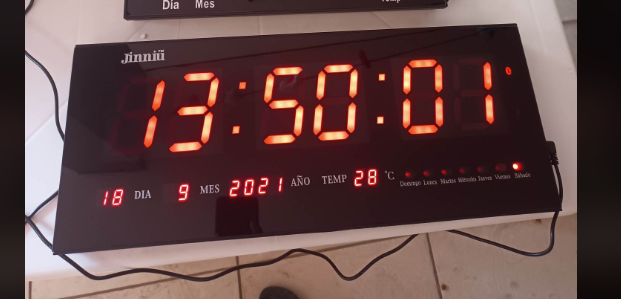 Dia Mes Temp
Jinniü
13:50:01
18 DIA 9 MES 2021 AÑO TEMP 28 °C
Domingo Lunes Martes Miércoles Jueves Viernes Sábado